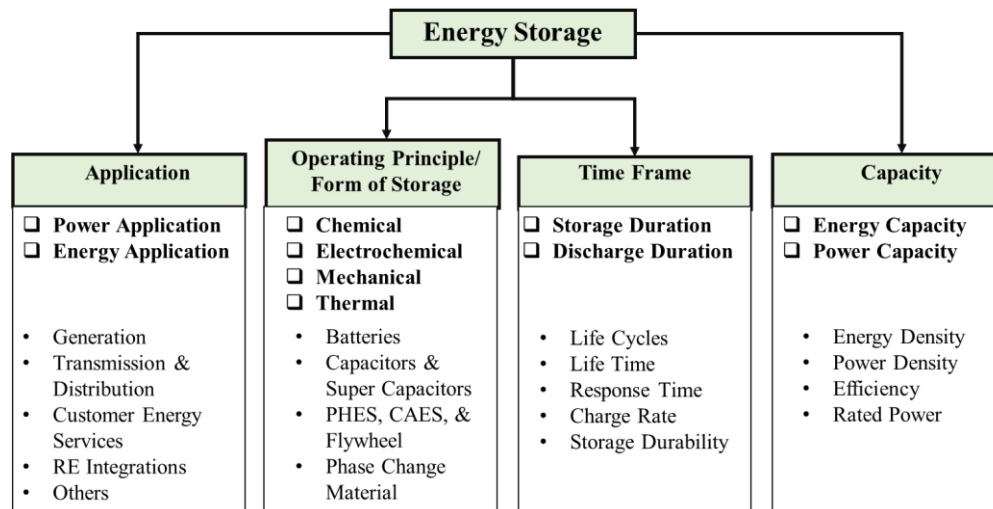 Energy Storage
Application
❑ Power Application
❑ Energy Application
• Generation
• Transmission &
Distribution
• Customer Energy
Services
• RE Integrations
• Others
Operating Principle/
Form of Storage
❑ Chemical
❑ Electrochemical
❑ Mechanical
❑ Thermal
• Batteries
• Capacitors &
Super Capacitors
• PHES, CAES, &
Flywheel
• Phase Change
Material
Time Frame
❑ Storage Duration
❑ Discharge Duration
• Life Cycles
• Life Time
• Response Time
• Charge Rate
• Storage Durability
Capacity
❑ Energy Capacity
❑ Power Capacity
• Energy Density
• Power Density
• Efficiency
• Rated Power